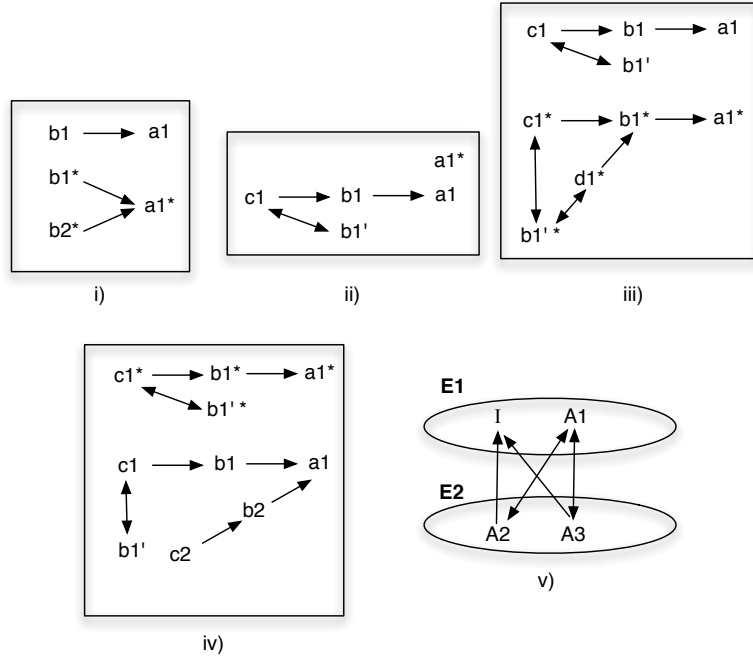 b1 a1
b1*
a1*
b2*
i)
a1*
c1 b1 a1
b1'
ii)
c1 b1 a1
b1'
c1* b1* a1*
d1*
b1' *
iii)
c1* b1* a1*
b1' *
c1 b1 a1
b2
b1' c2
iv)
E1
I A1
E2
A2 A3
v)